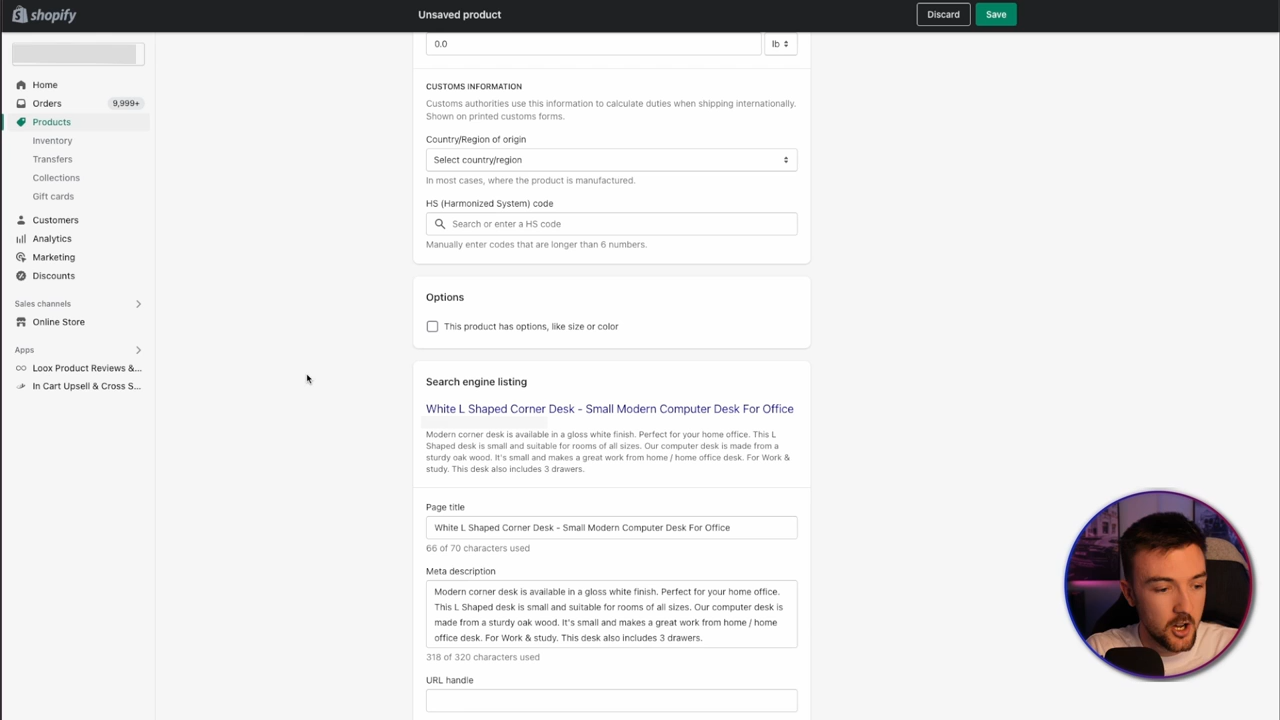 shopify
Unsaved product
Discard
Save
Home
Orders
9,999+
Products
Inventory
Transfers
Collections
Gift cards
Customers
Analytics
Marketing
Discounts
Sales channels
Online Store
Apps
Loox Product Reviews &...
In Cart Upsell & Cross S...
0.0
lb
CUSTOMS INFORMATION
Customs authorities use this information to calculate duties when shipping internationally.
Shown on printed customs forms.
Country/Region of origin
Select country/region
In most cases, where the product is manufactured.
HS (Harmonized System) code
Search or enter a HS code
Manually enter codes that are longer than 6 numbers.
Options
This product has options, like size or color
Search engine listing
White L Shaped Corner Desk - Small Modern Computer Desk For Office
Modern corner desk is available in a gloss white finish. Perfect for your home office. This L
Shaped desk is small and suitable for rooms of all sizes. Our computer desk is made from a
sturdy oak wood. It's small and makes a great work from home / home office desk. For Work &
study. This desk also includes 3 drawers.
Page title
White L Shaped Corner Desk - Small Modern Computer Desk For Office
66 of 70 characters used
Meta description
Modern corner desk is available in a gloss white finish. Perfect for your home office.
This L Shaped desk is small and suitable for rooms of all sizes. Our computer desk is
made from a sturdy oak wood. It's small and makes a great work from home / home
office desk. For Work & study. This desk also includes 3 drawers.
318 of 320 characters used
URL handle